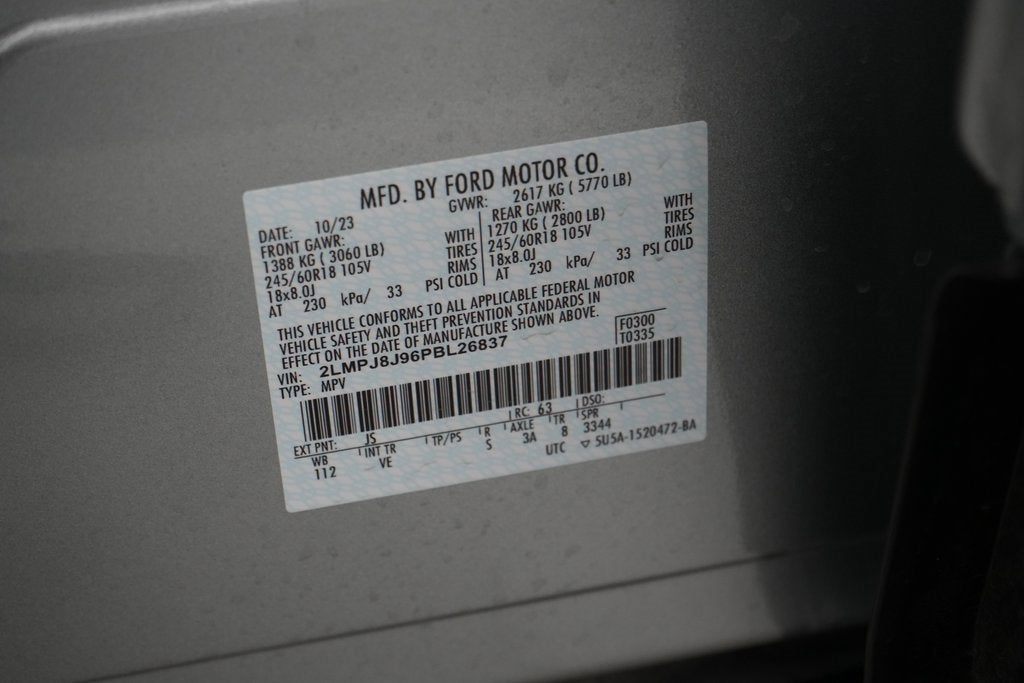 MFD. BY FORD MOTOR CO.
DATE: 10/23 GVWR: 2617 KG ( 5770 LB)
FRONT GAWR: REAR GAWR:
1388 KG ( 3060 LB) WITH 1270 KG ( 2800 LB) WITH
245/60R18 105V TIRES 245/60R18 105V TIRES
18x8.0J RIMS 18x8.0J RIMS
AT 230 kPa/ 33 PSI COLD AT 230 kPa/ 33 PSI COLD
THIS VEHICLE CONFORMS TO ALL APPLICABLE FEDERAL MOTOR
VEHICLE SAFETY AND THEFT PREVENTION STANDARDS IN
EFFECT ON THE DATE OF MANUFACTURE SHOWN ABOVE.
VIN: 2LMPJ8J96PBL26837 F0300
TYPE: MPV T0335
EXT PNT: JS RC: 63 DSO:
WB INT TR TP/PS R AXLE TR SPR
112 VE S 3A 8 3344
UTC ▽ 5U5A-1520472-BA